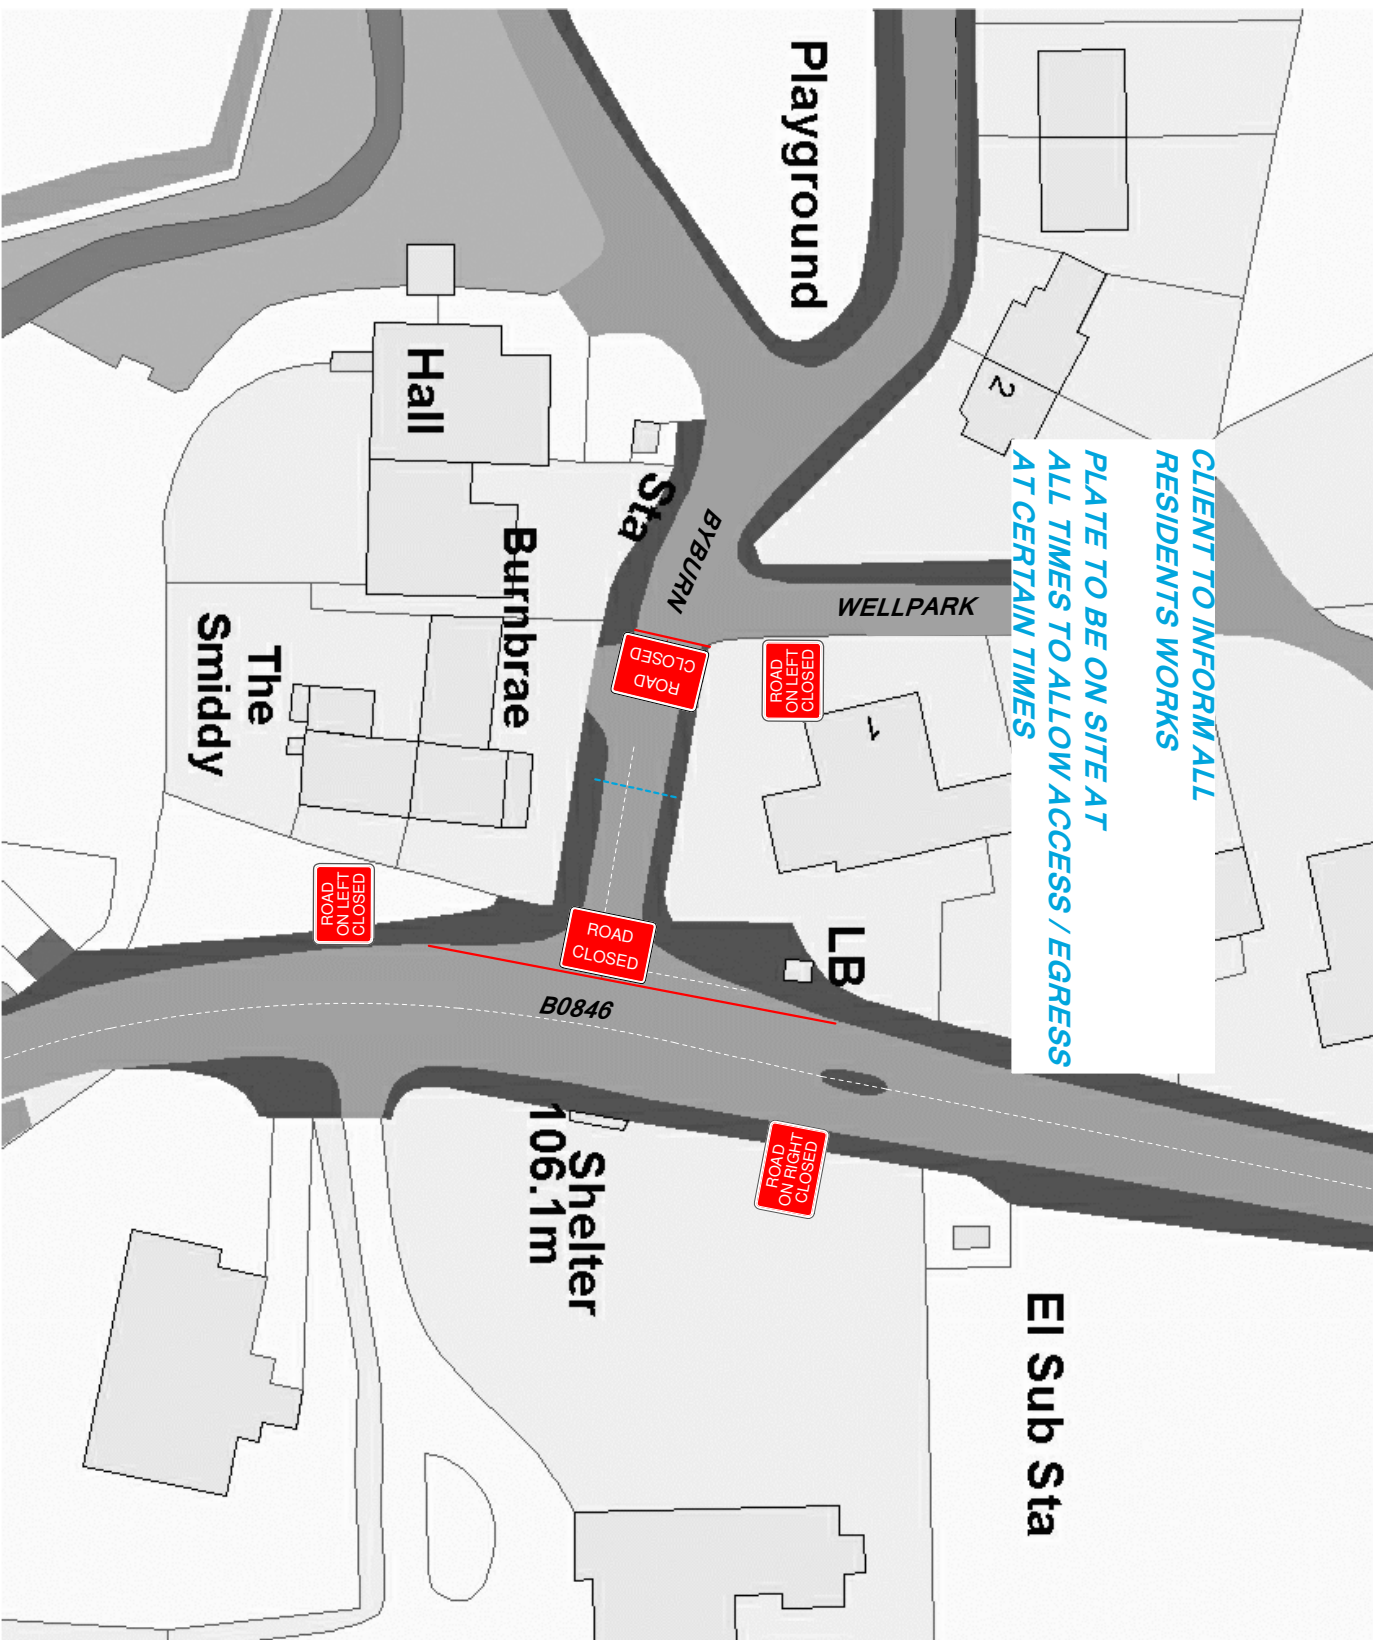 Playground
Hall
2
Sta
BYBURN
WELLPARK
CLIENT TO INFORM ALL
RESIDENTS WORKS
PLATE TO BE ON SITE AT
ALL TIMES TO ALLOW ACCESS / EGRESS
AT CERTAIN TIMES
Burnbrae
The
Smiddy
ROAD
CLOSED
ROAD
ON LEFT
CLOSED
1
ROAD
ON LEFT
CLOSED
ROAD
CLOSED
LB
B0846
ROAD
ON RIGHT
CLOSED
Shelter
106.1m
El Sub Sta